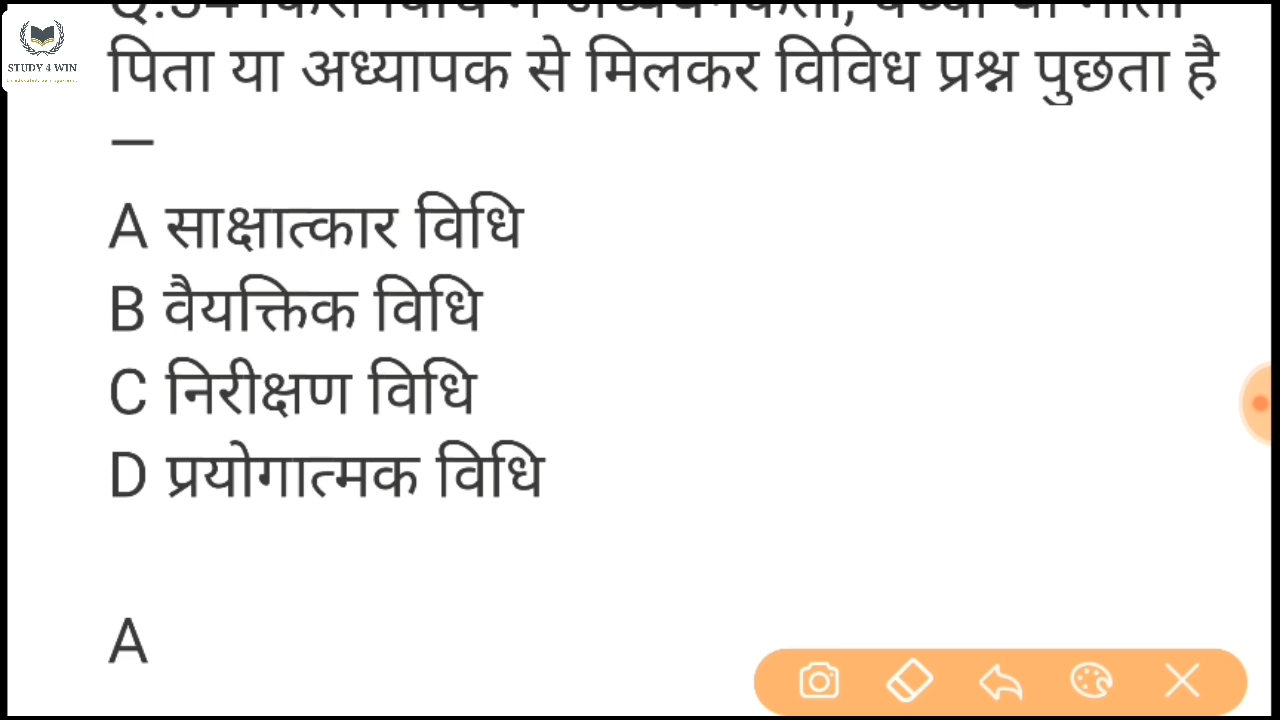 STUDY 4 WIN
पिता या अध्यापक से मिलकर विविध प्रश्न पुछता है
—
A साक्षात्कार विधि
B वैयक्तिक विधि
C निरीक्षण विधि
D प्रयोगात्मक विधि
A